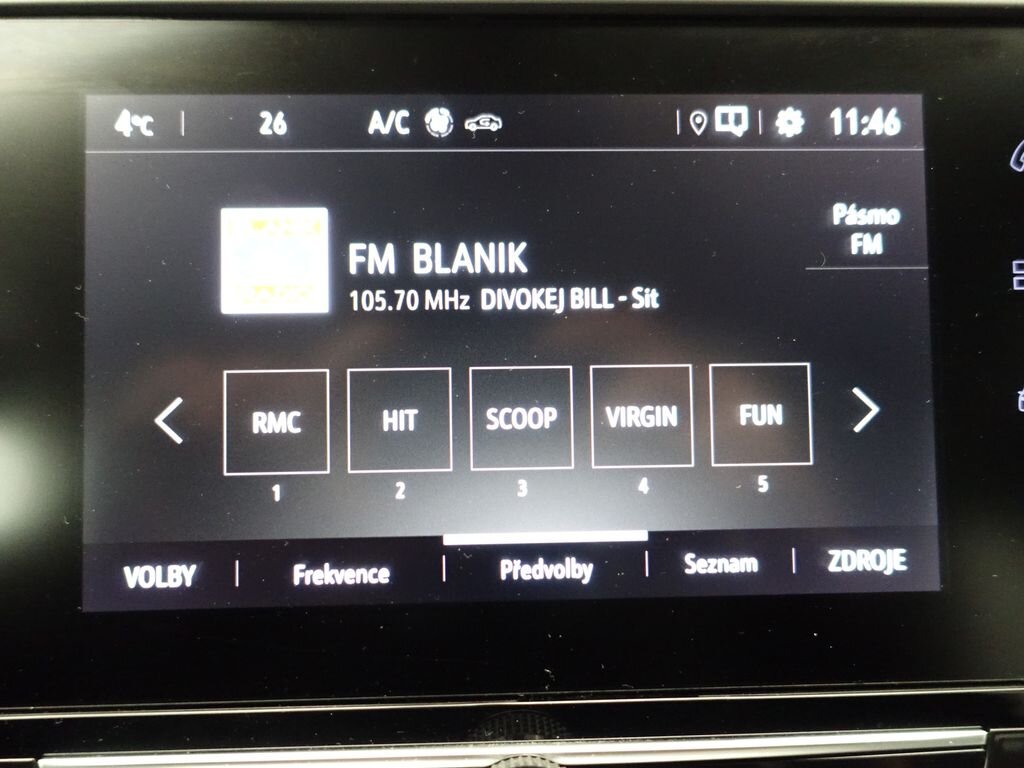 4°C 26 A/C 11:46
Pásmo
FM
FM BLANIK
105.70 MHz DIVOKEJ BILL - Sít
RMC HIT SCOOP VIRGIN FUN
1 2 3 4 5
VOLBY Frekvence Předvolby Seznam ZDROJE